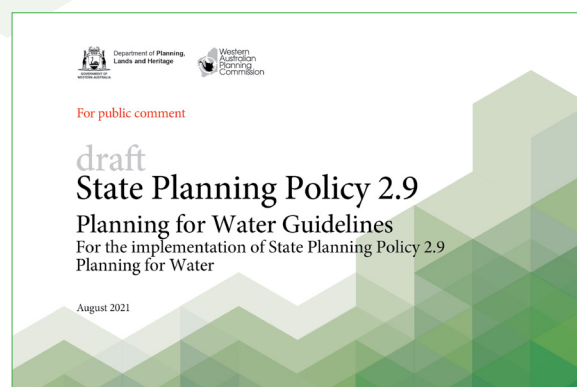 Department of Planning,
Lands and Heritage
GOVERNMENT OF
WESTERN AUSTRALIA
Western
Australian
Planning
Commission
For public comment
draft
State Planning Policy 2.9
Planning for Water Guidelines
For the implementation of State Planning Policy 2.9
Planning for Water
August 2021